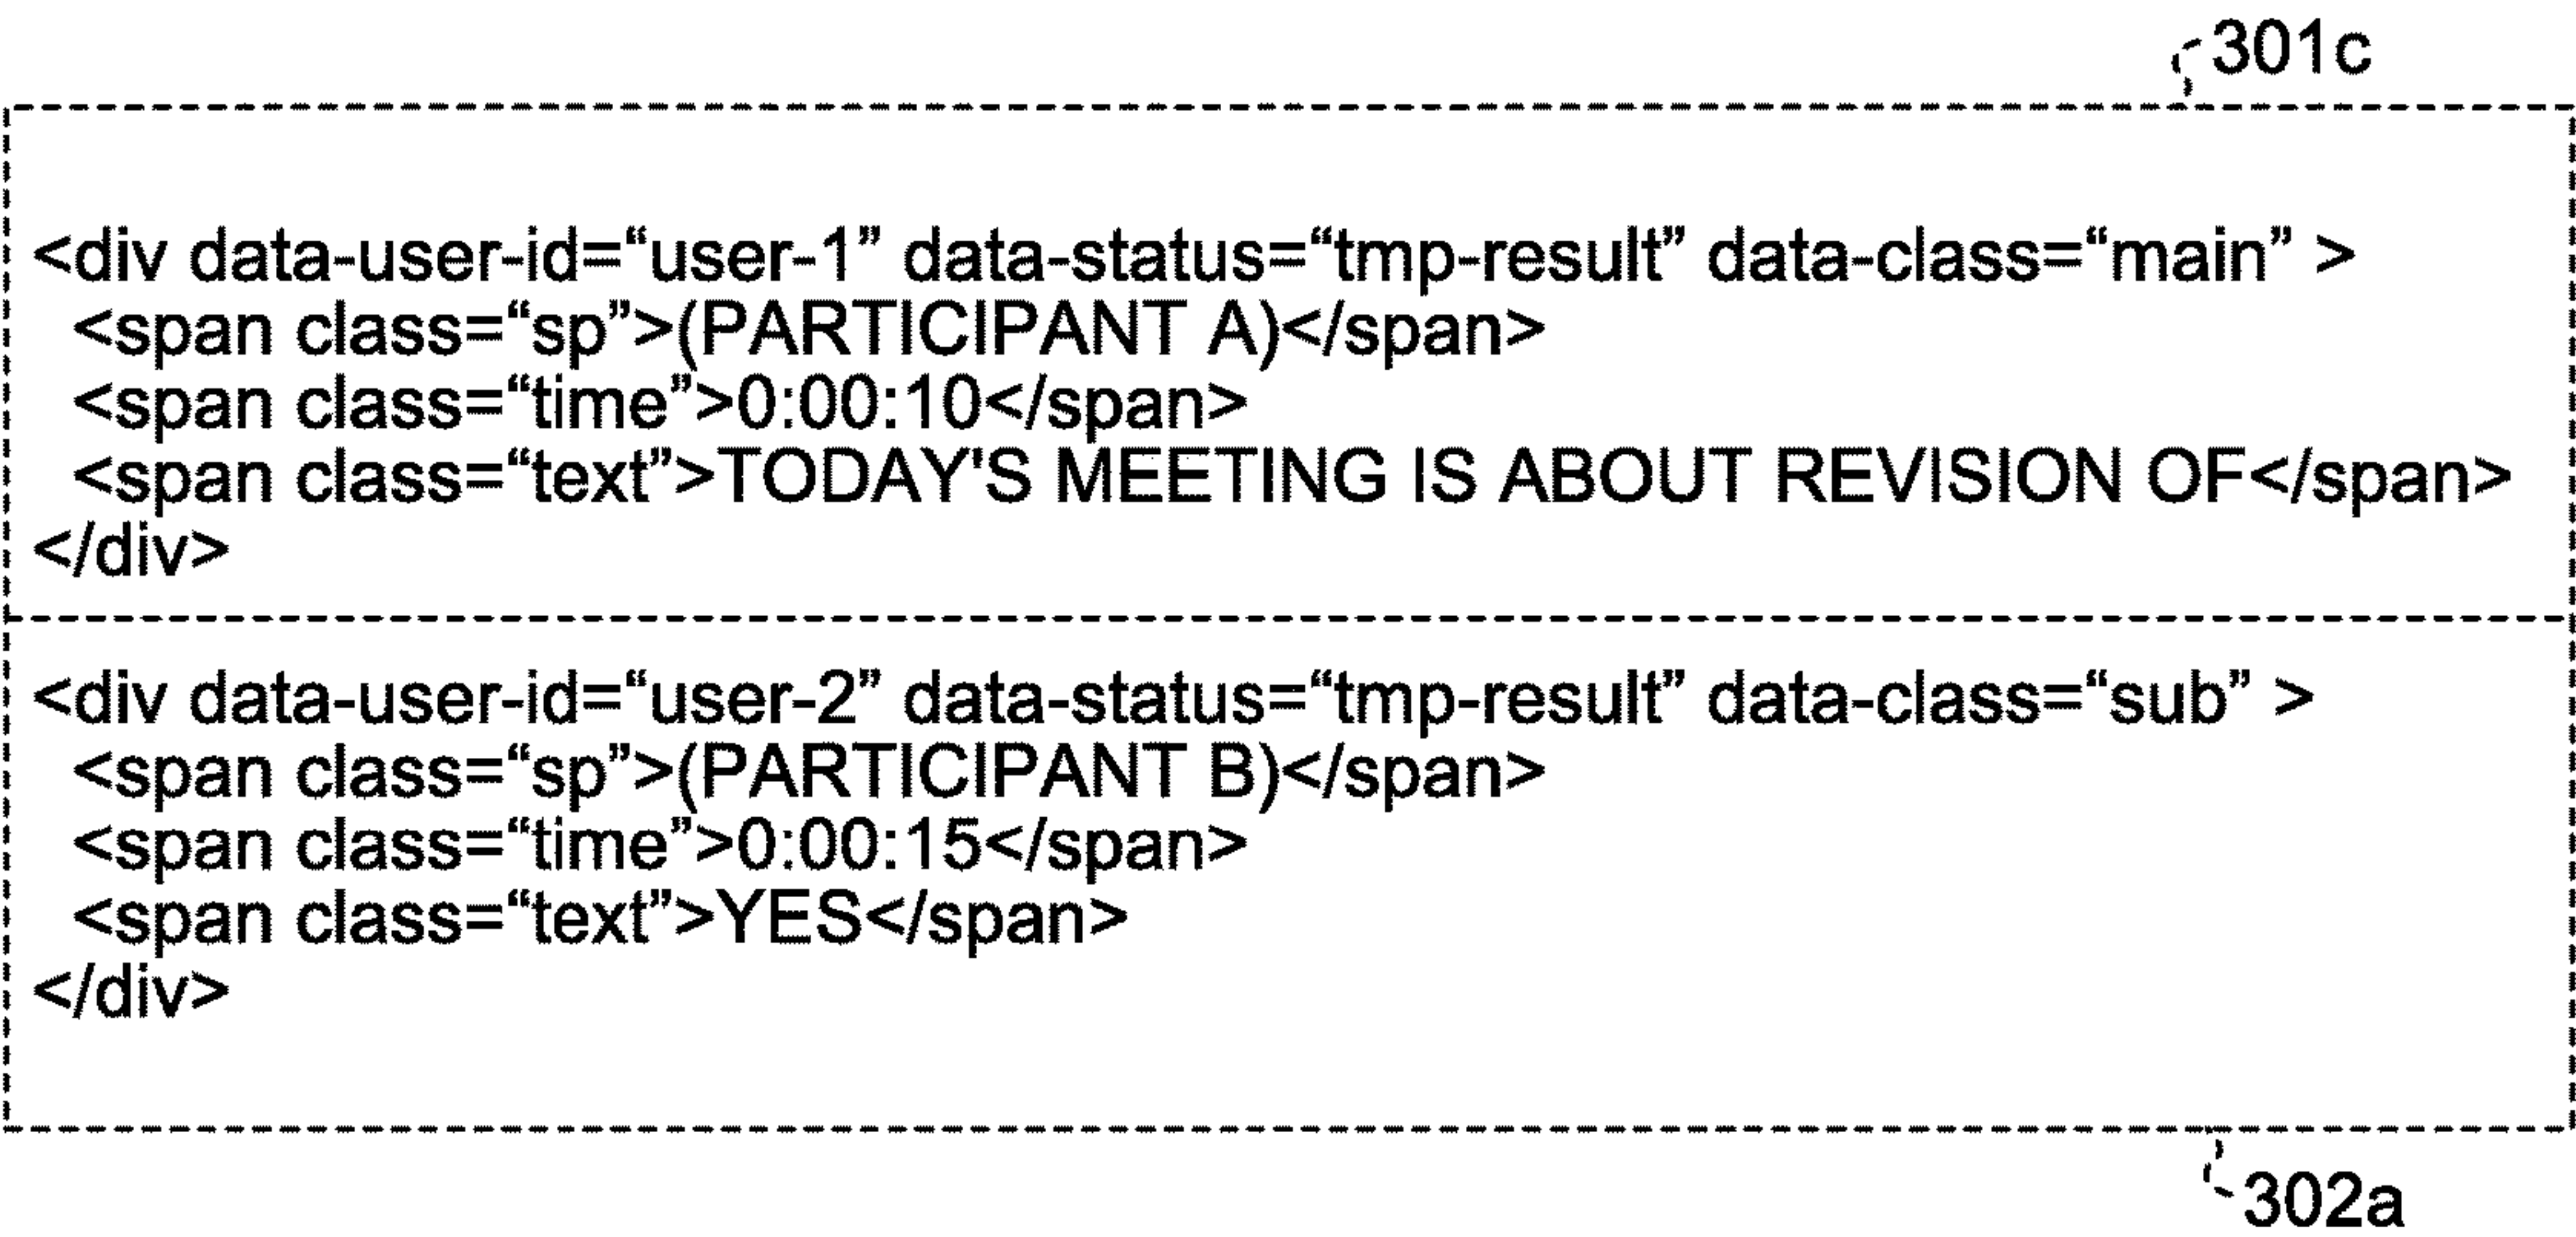 301c
<div data-user-id=“user-1” data-status=“tmp-result” data-class=“main” >
<span class=“sp”>(PARTICIPANT A)</span>
<span class=“time”>0:00:10</span>
<span class=“text”>TODAY'S MEETING IS ABOUT REVISION OF</span>
</div>
<div data-user-id=“user-2” data-status=“tmp-result” data-class=“sub” >
<span class=“sp”>(PARTICIPANT B)</span>
<span class=“time”>0:00:15</span>
<span class=“text”>YES</span>
</div>
302a